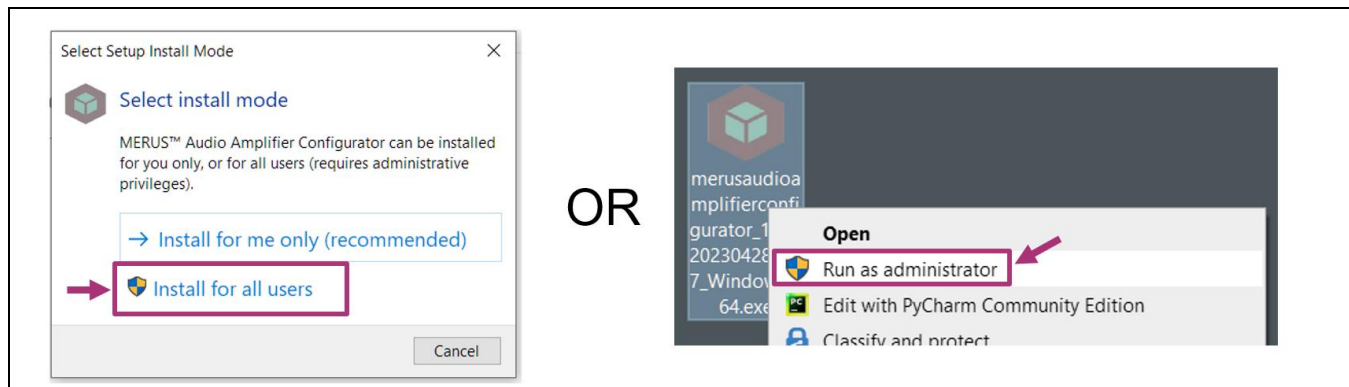 Select Setup Install Mode
Select install mode
MERUS™ Audio Amplifier Configurator can be installed
for you only, or for all users (requires administrative
privileges).
→ Install for me only (recommended)
Install for all users
Cancel
OR
merusaudioa
mplifierconfi
gurator_1
20230428
7_Window
64.exe
Open
Run as administrator
Edit with PyCharm Community Edition
Classify and protect